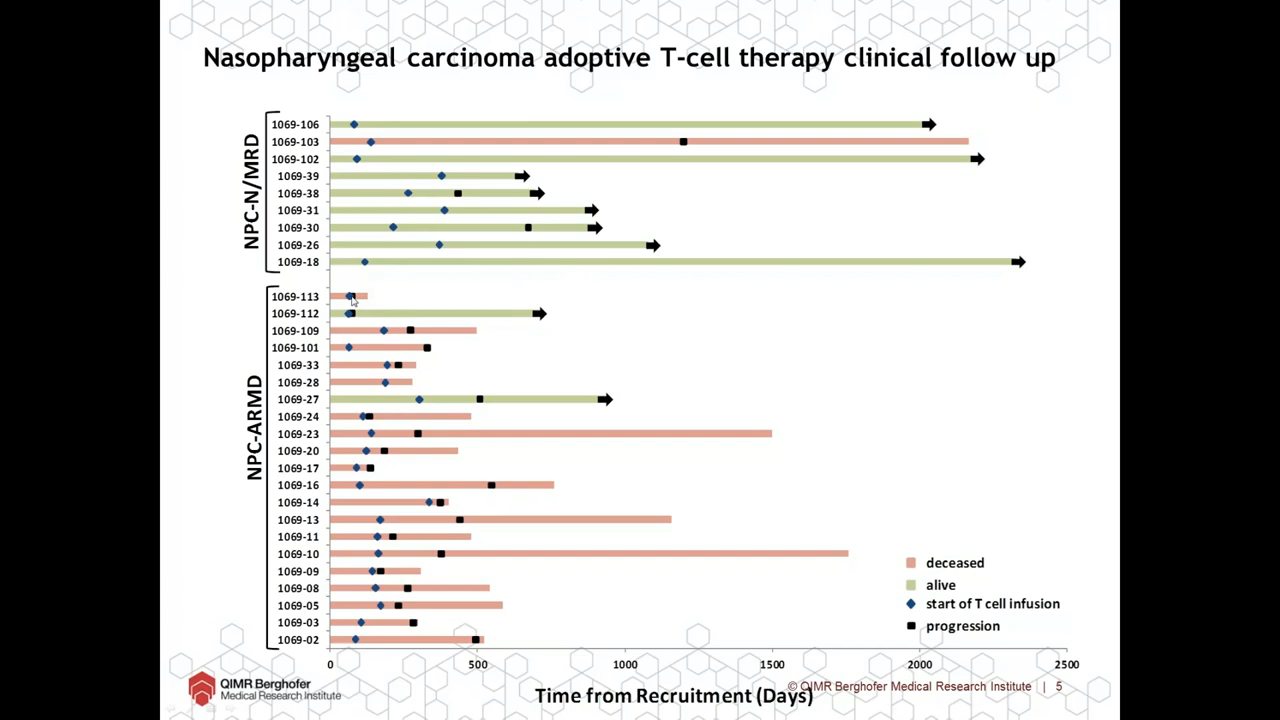 Nasopharyngeal carcinoma adoptive T-cell therapy clinical follow up
NPC-N/MRD
1069-106
1069-103
1069-102
1069-39
1069-38
1069-31
1069-30
1069-26
1069-18
NPC-ARMD
1069-113
1069-112
1069-109
1069-101
1069-33
1069-28
1069-27
1069-24
1069-23
1069-20
1069-17
1069-16
1069-14
1069-13
1069-11
1069-10
1069-09
1069-08
1069-05
1069-03
1069-02
deceased
alive
start of T cell infusion
progression
0 500 1000 1500 2000 2500
Time from Recruitment (Days)
QIMR Berghofer
Medical Research Institute
© QIMR Berghofer Medical Research Institute | 5